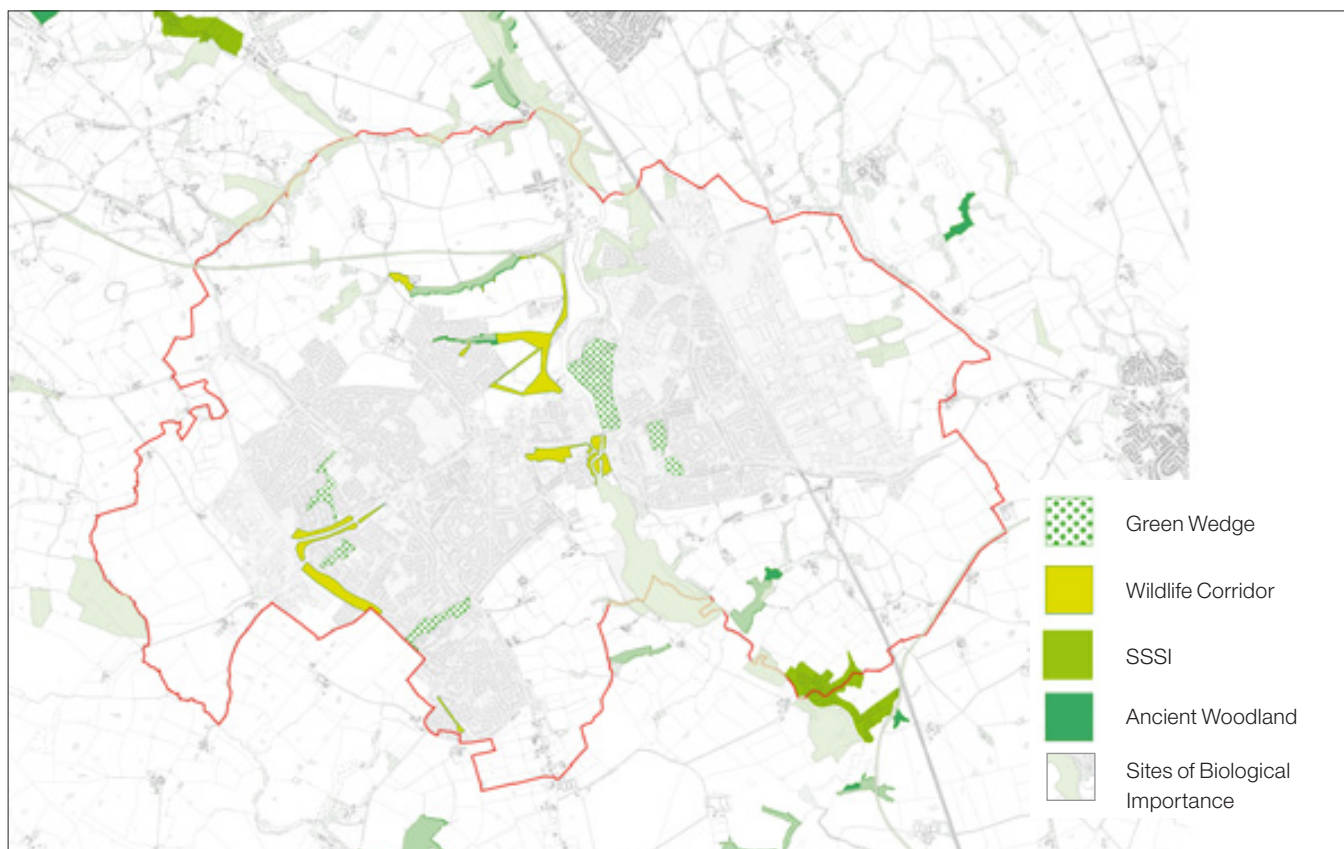 Green Wedge
Wildlife Corridor
SSSI
Ancient Woodland
Sites of Biological
Importance